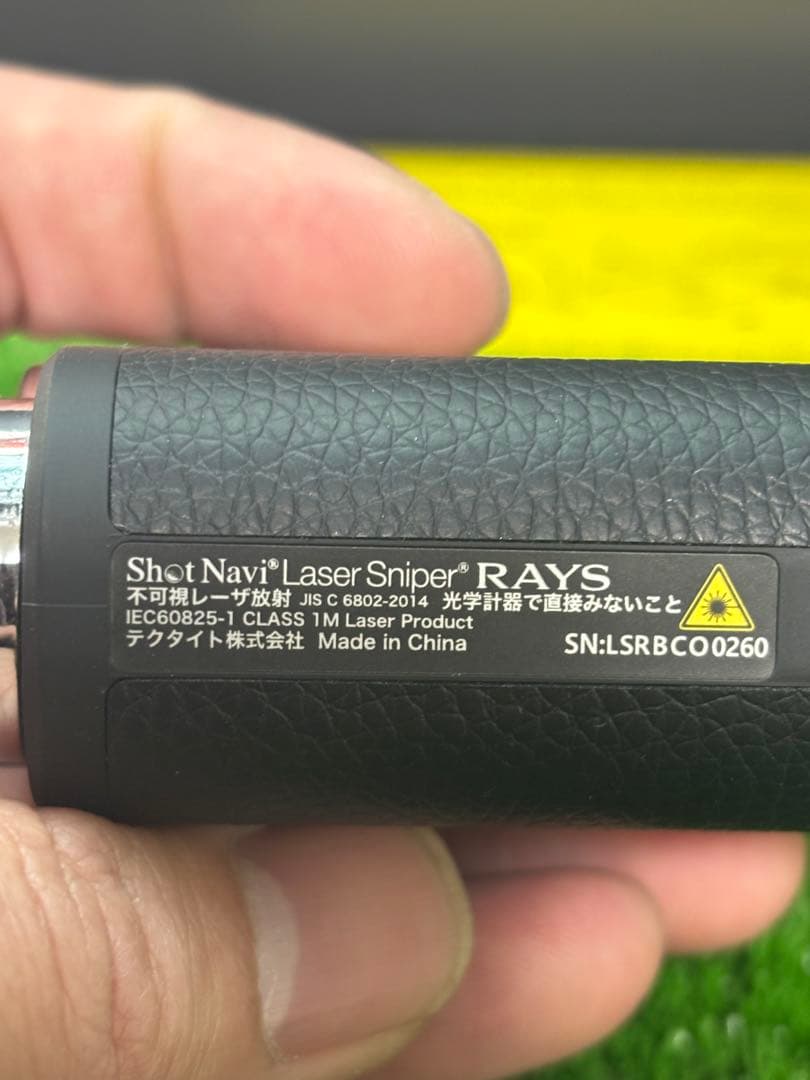 Shot Navi® Laser Sniper® RAYS
不可視レーザ放射 JIS C 6802-2014 光学計器で直接みないこと
IEC60825-1 CLASS 1M Laser Product
テクタイト株式会社 Made in China
SN:LSRBCO0260